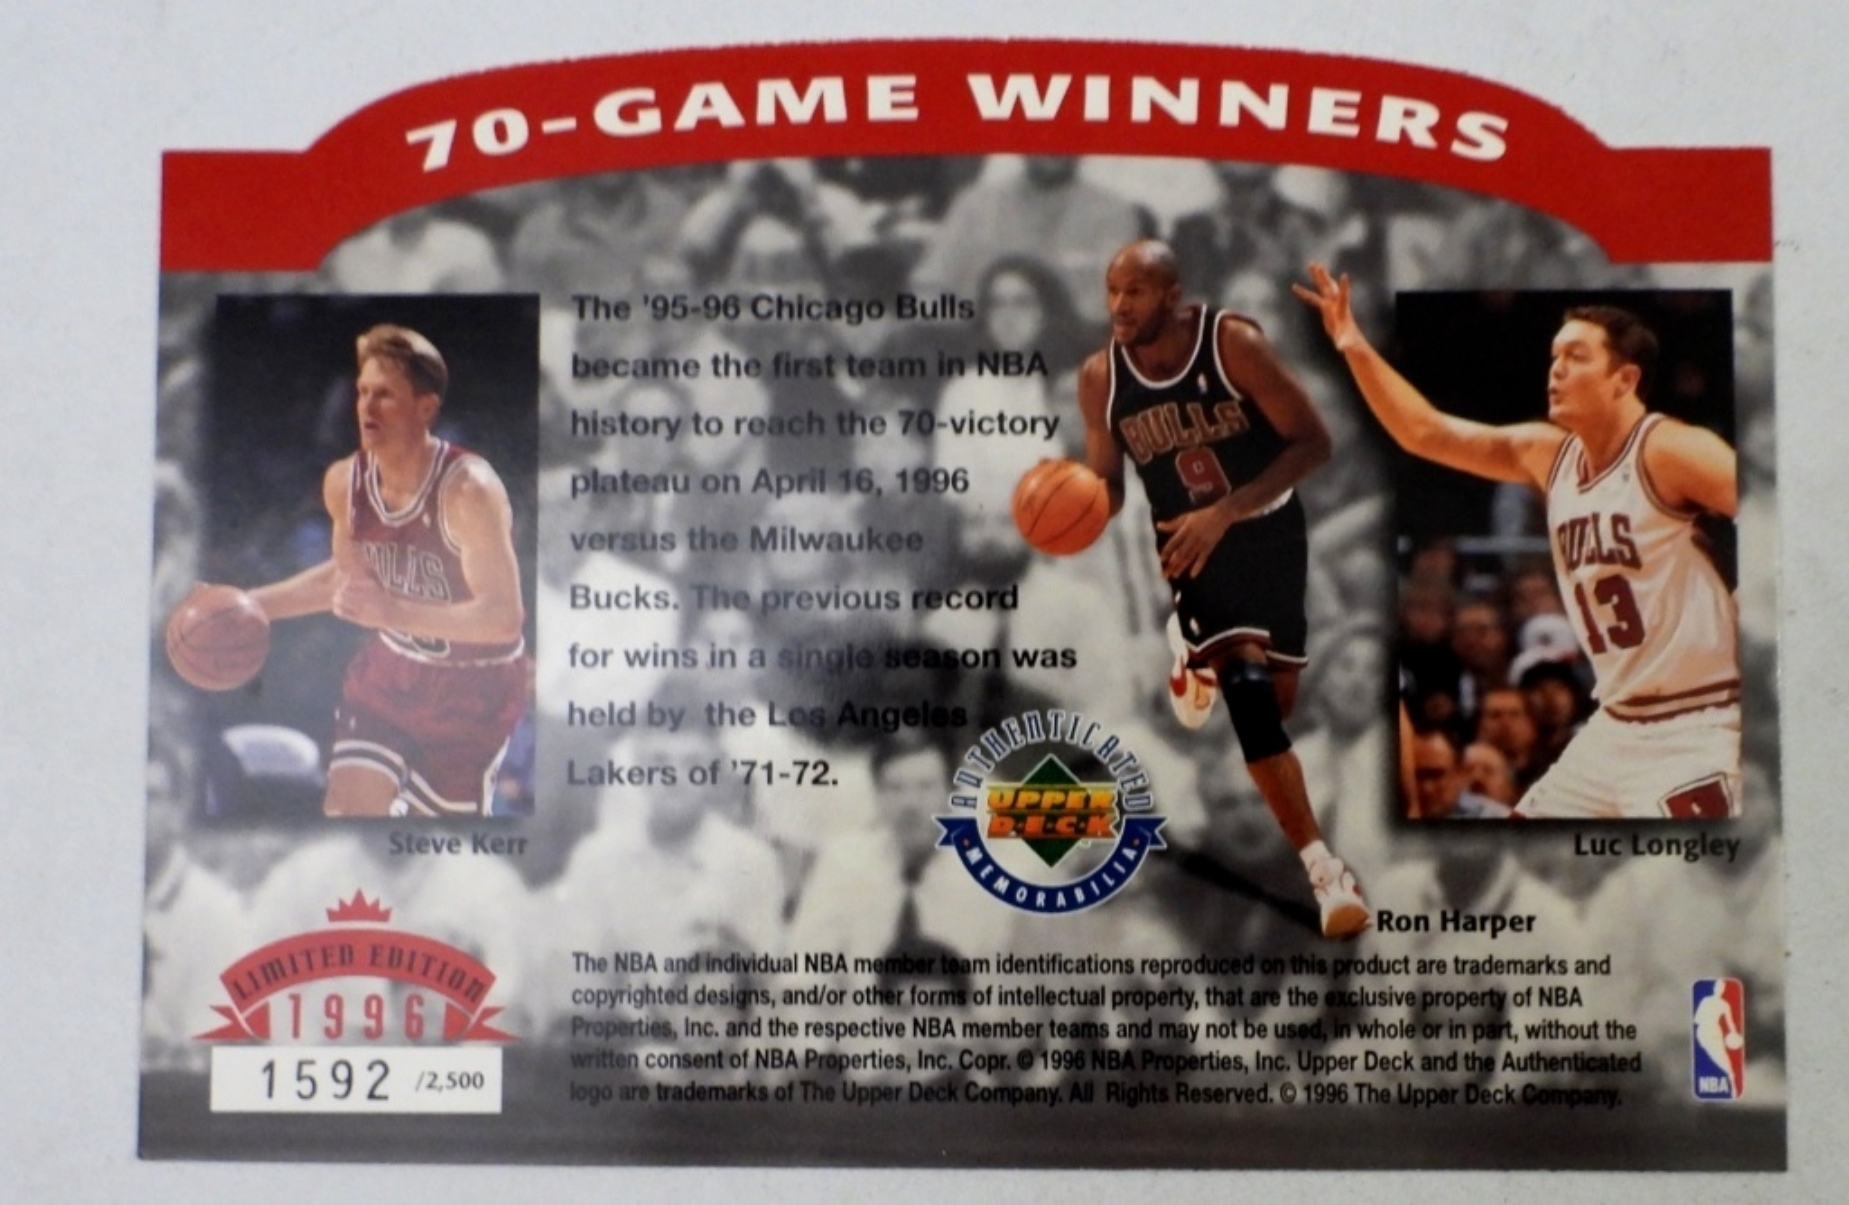 70-GAME WINNERS
The '95-96 Chicago Bulls
became the first team in NBA
history to reach the 70-victory
plateau on April 16, 1996
versus the Milwaukee
Bucks. The previous record
for wins in a single season was
held by the Los Angeles
Lakers of '71-72.
BULLS
Steve Kerr
BULLS
9
BULLS
13
Luc Longley
AUTHENTICATED
UPPER
D•E•C•K
MEMORABILIA
Ron Harper
LIMITED EDITION
1996
1592 /2,500
The NBA and individual NBA member team identifications reproduced on this product are trademarks and
copyrighted designs, and/or other forms of intellectual property, that are the exclusive property of NBA
Properties, Inc. and the respective NBA member teams and may not be used, in whole or in part, without the
written consent of NBA Properties, Inc. Copr. © 1996 NBA Properties, Inc. Upper Deck and the Authenticated
logo are trademarks of The Upper Deck Company. All Rights Reserved. © 1996 The Upper Deck Company.
NBA